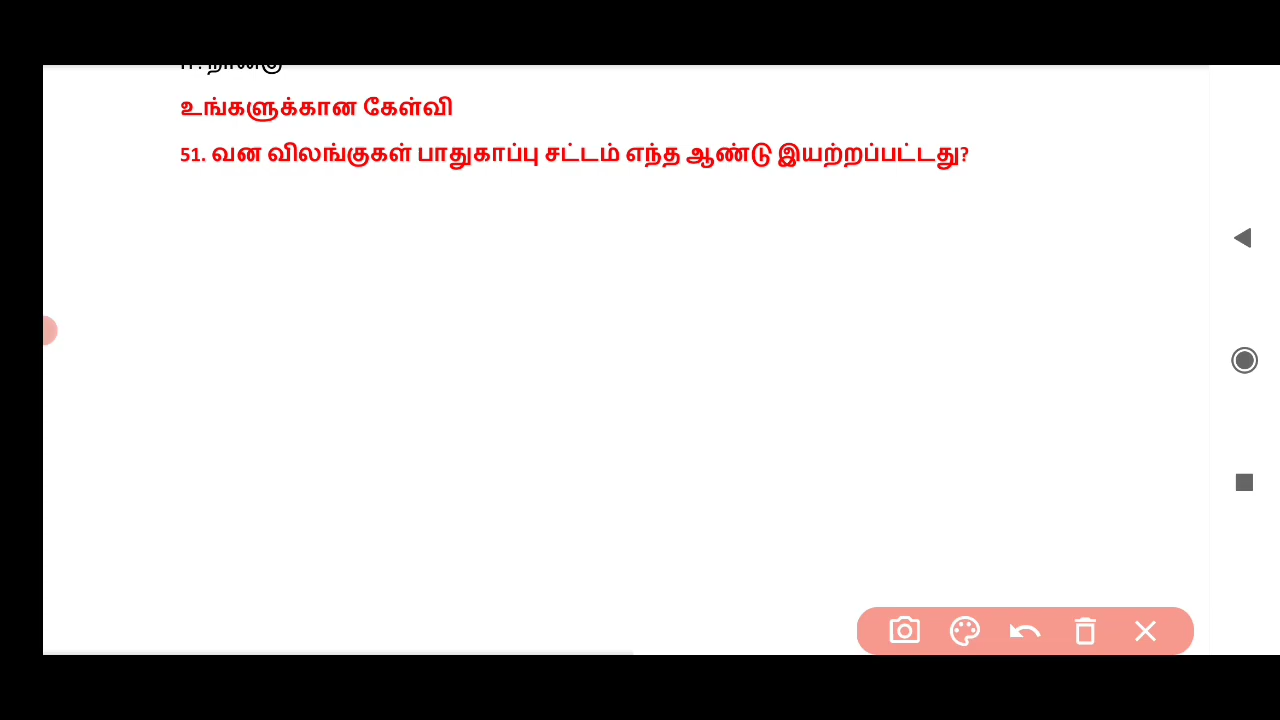 உங்களுக்கான கேள்வி
51. வன விலங்குகள் பாதுகாப்பு சட்டம் எந்த ஆண்டு இயற்றப்பட்டது?